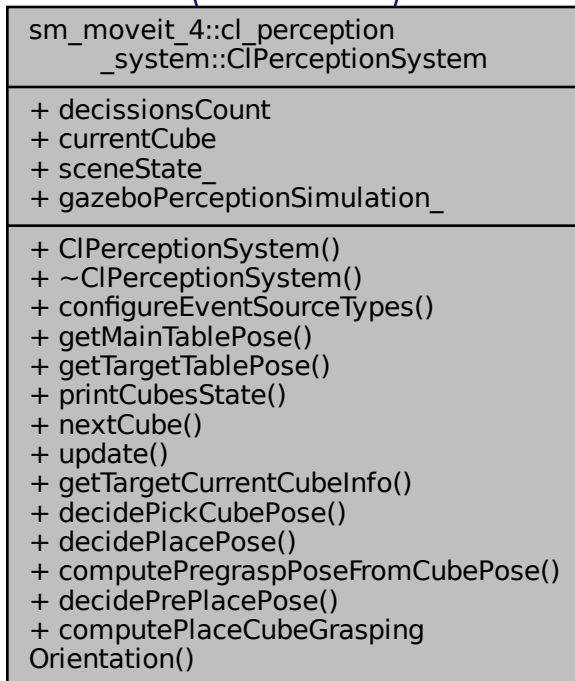 sm_moveit_4::cl_perception
_system::ClPerceptionSystem
+ decissionsCount
+ currentCube
+ sceneState_
+ gazeboPerceptionSimulation_
+ ClPerceptionSystem()
+ ~ClPerceptionSystem()
+ configureEventSourceTypes()
+ getMainTablePose()
+ getTargetTablePose()
+ printCubesState()
+ nextCube()
+ update()
+ getTargetCurrentCubeInfo()
+ decidePickCubePose()
+ decidePlacePose()
+ computePregraspPoseFromCubePose()
+ decidePrePlacePose()
+ computePlaceCubeGrasping
Orientation()